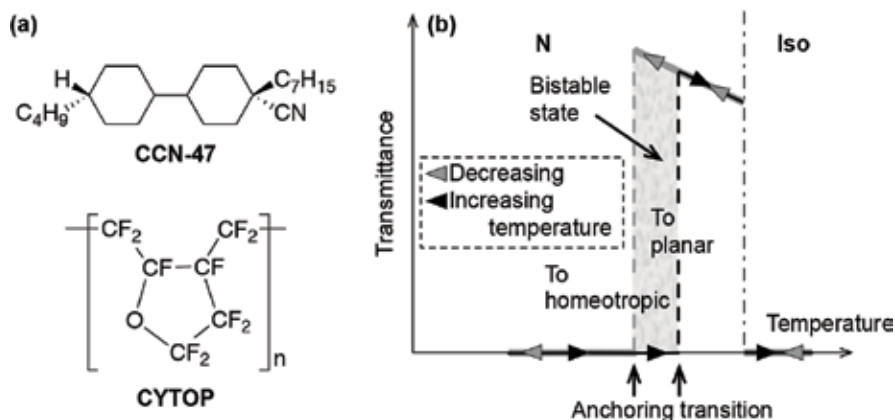 (a)
H
C7H15
C4H9
CN
CCN-47
CF2
CF2
CF
CF
O
CF2
CF2
CF2
n
CYTOP
(b)
N
Iso
Bistable
state
Decreasing
Increasing
temperature
To
planar
To
homeotropic
Transmittance
Temperature
Anchoring transition